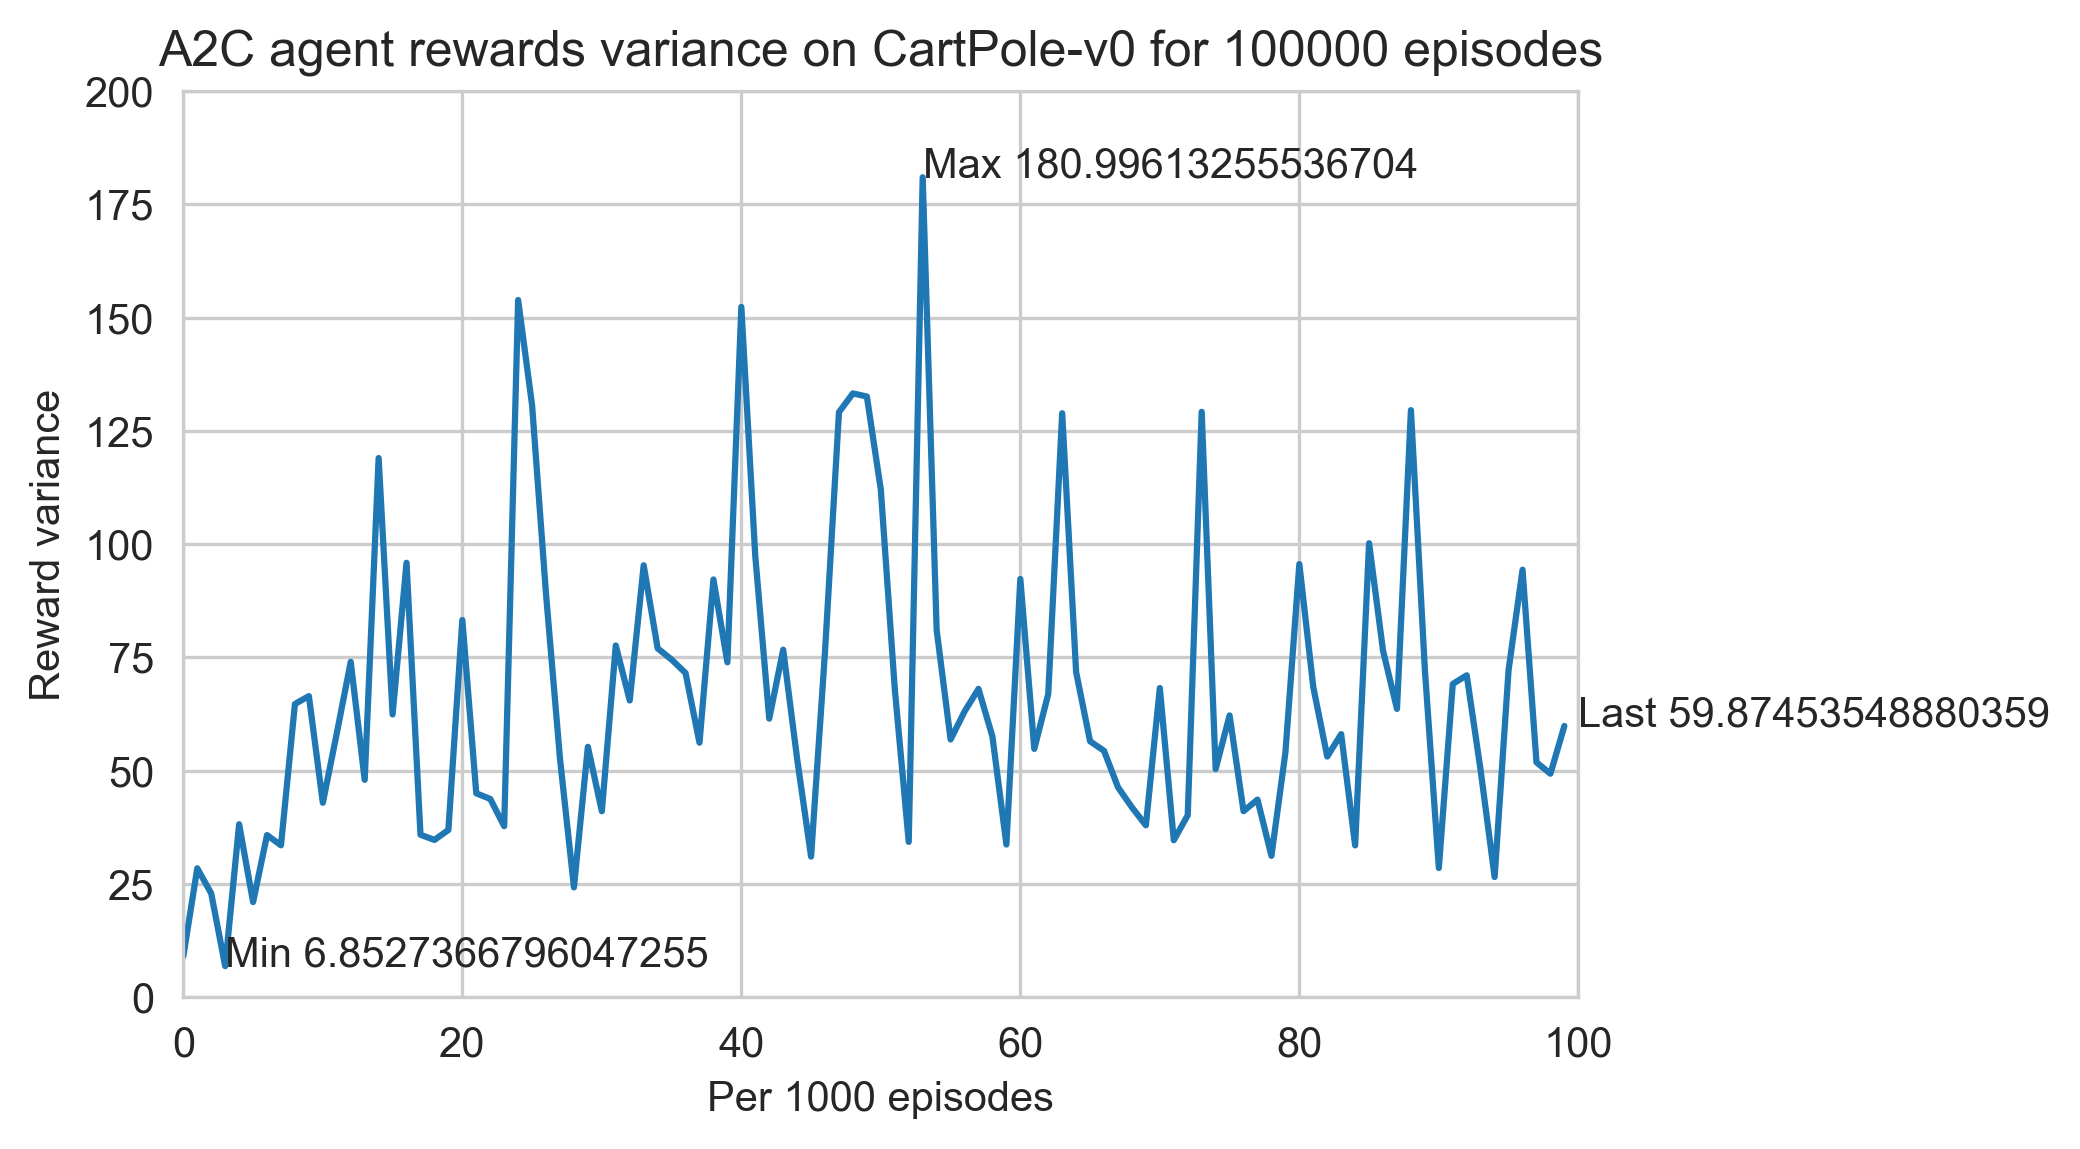 A2C agent rewards variance on CartPole-v0 for 100000 episodes
200
175
150
125
100
75
50
25
0
Reward variance
Max 180.99613255536704
Last 59.87453548880359
Min 6.8527366796047255
0 20 40 60 80 100
Per 1000 episodes